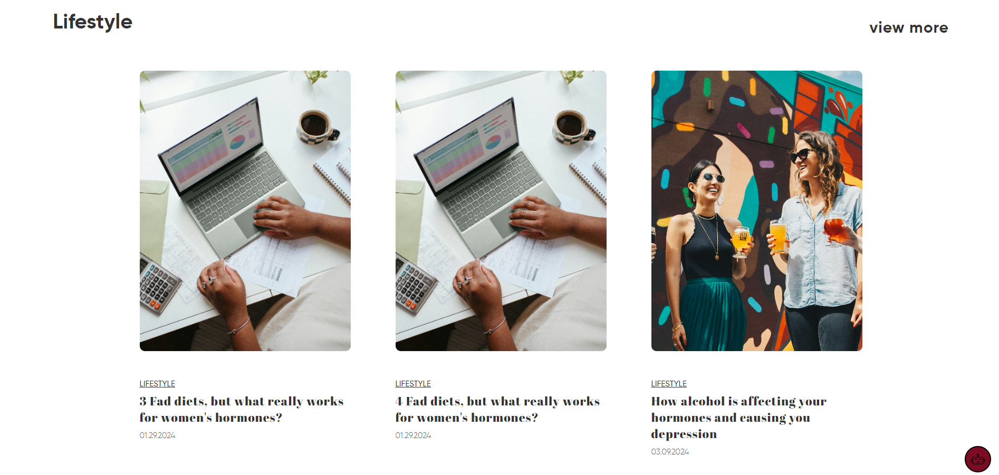 Lifestyle
view more
LIFESTYLE
3 Fad diets, but what really works
for women's hormones?
01.29.2024
LIFESTYLE
4 Fad diets, but what really works
for women's hormones?
01.29.2024
LIFESTYLE
How alcohol is affecting your
hormones and causing you
depression
03.09.2024